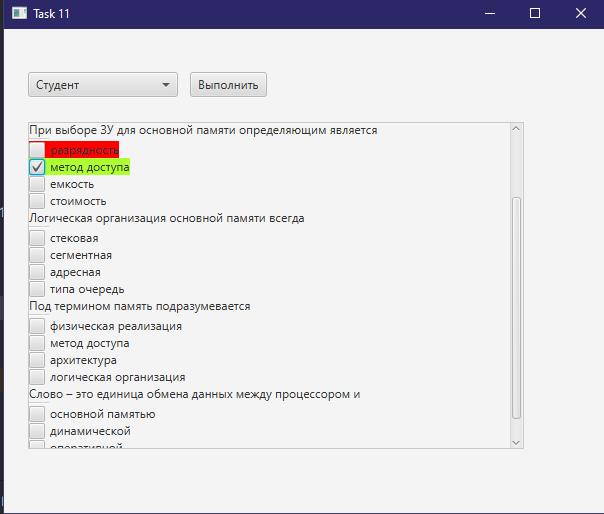 Task 11
Студент
Выполнить
При выборе ЗУ для основной памяти определяющим является
разрядность
метод доступа
емкость
стоимость
Логическая организация основной памяти всегда
стековая
сегментная
адресная
типа очередь
Под термином память подразумевается
физическая реализация
метод доступа
архитектура
логическая организация
Слово – это единица обмена данных между процессором и
основной памятью
динамической
оперативной